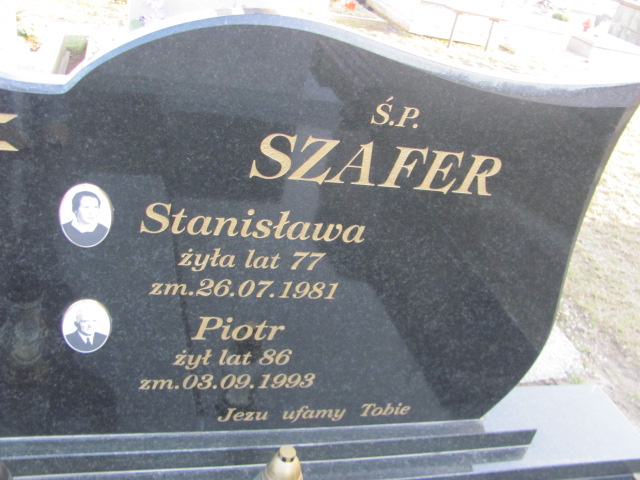 Ś.P.
SZAFER
Stanisława
żyła lat 77
zm.26.07.1981
Piotr
żył lat 86
zm.03.09.1993
Jezu ufamy Tobie